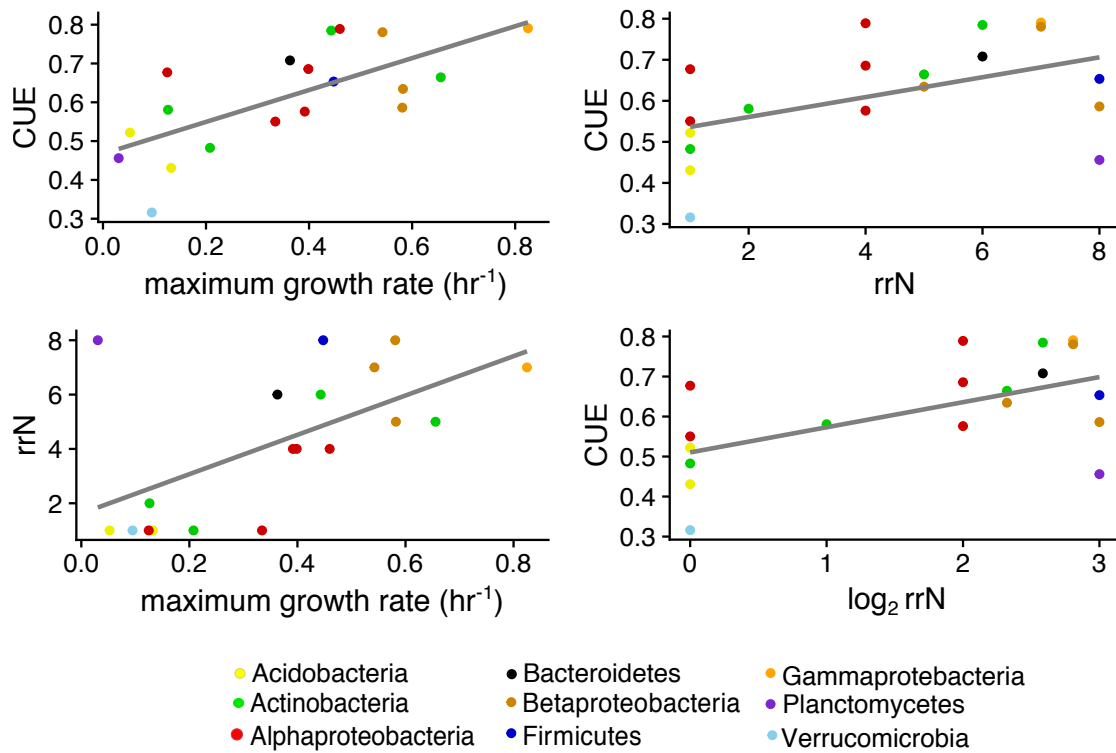 0.8
0.7
0.6
0.5
0.4
0.3
CUE
0.0 0.2 0.4 0.6 0.8
maximum growth rate (hr⁻¹)
0.8
0.7
0.6
0.5
0.4
0.3
CUE
2 4 6 8
rrN
8
6
4
2
rrN
0.0 0.2 0.4 0.6 0.8
maximum growth rate (hr⁻¹)
0.8
0.7
0.6
0.5
0.4
0.3
CUE
0 1 2 3
log₂ rrN
Acidobacteria
Actinobacteria
Alphaproteobacteria
Bacteroidetes
Betaproteobacteria
Firmicutes
Gammaprotebacteria
Planctomycetes
Verrucomicrobia